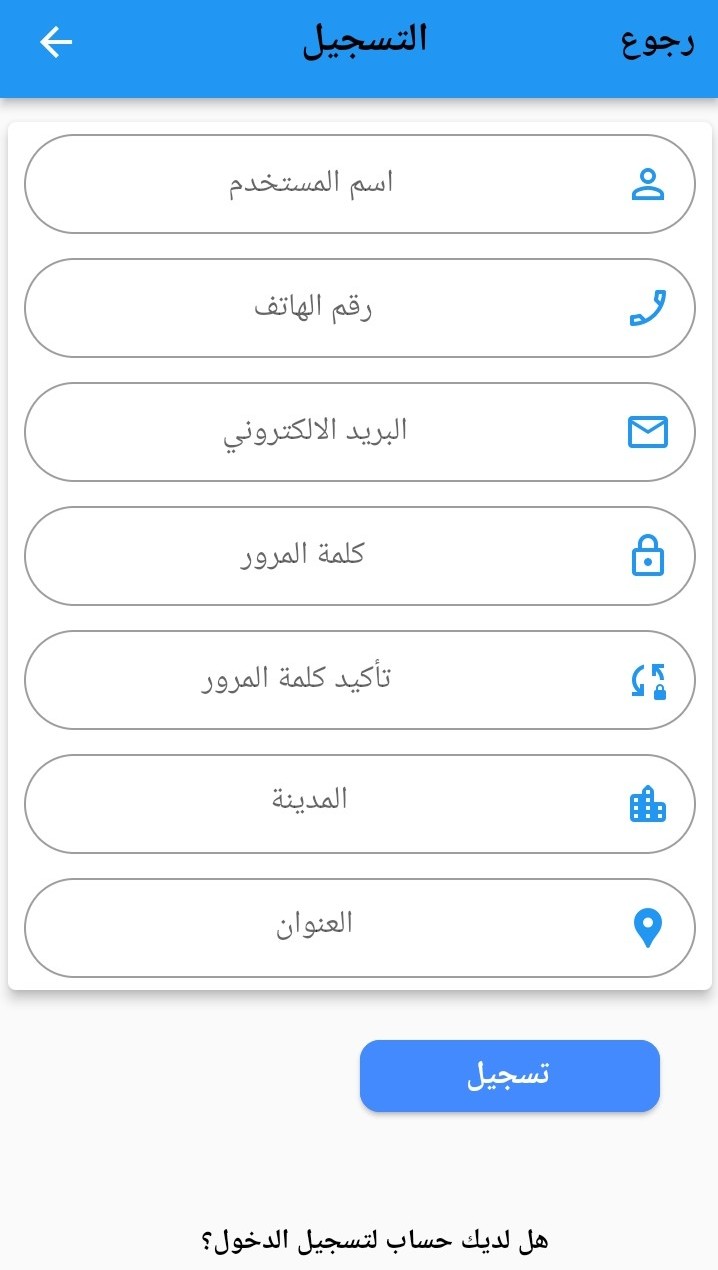 رجوع
التسجيل
اسم المستخدم
رقم الهاتف
البريد الالكتروني
كلمة المرور
تأكيد كلمة المرور
المدينة
العنوان
تسجيل
هل لديك حساب لتسجيل الدخول؟